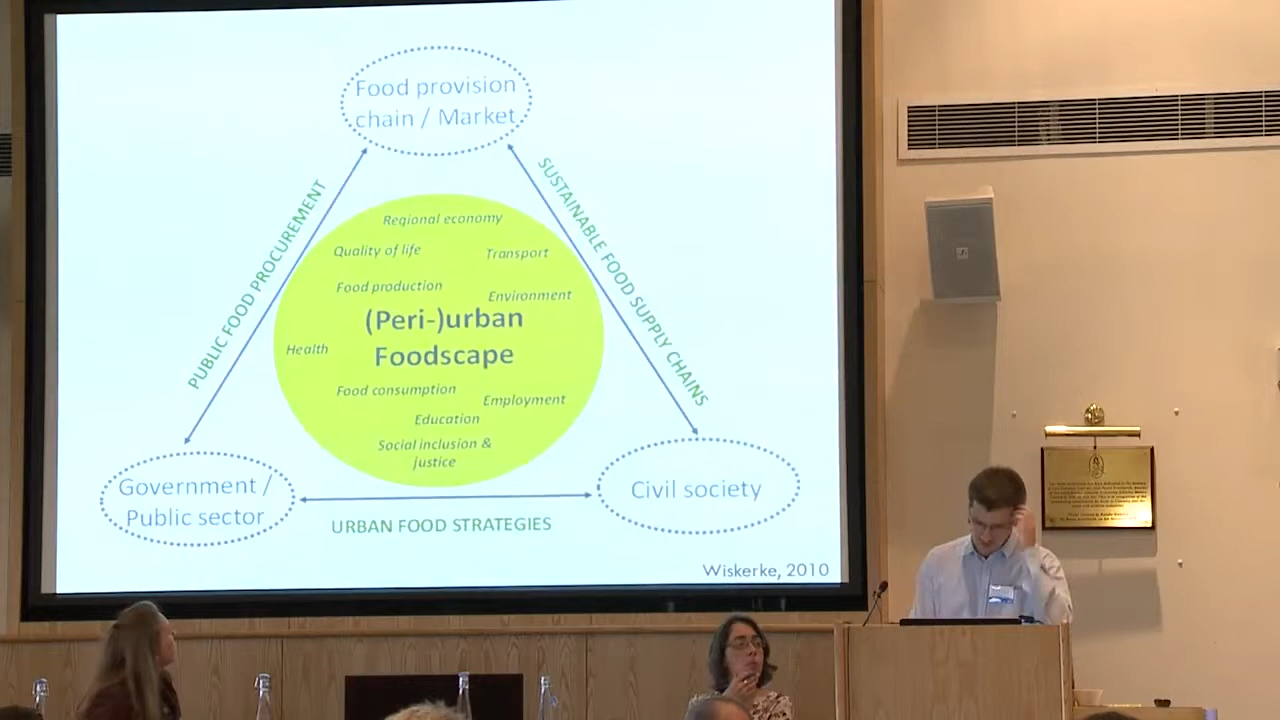 Food provision
chain / Market
PUBLIC FOOD PROCUREMENT
SUSTAINABLE FOOD SUPPLY CHAINS
Regional economy
Quality of life
Transport
Food production
Environment
(Peri-)urban
Foodscape
Health
Food consumption
Employment
Education
Social inclusion &
justice
Government /
Public sector
Civil society
URBAN FOOD STRATEGIES
Wiskerke, 2010